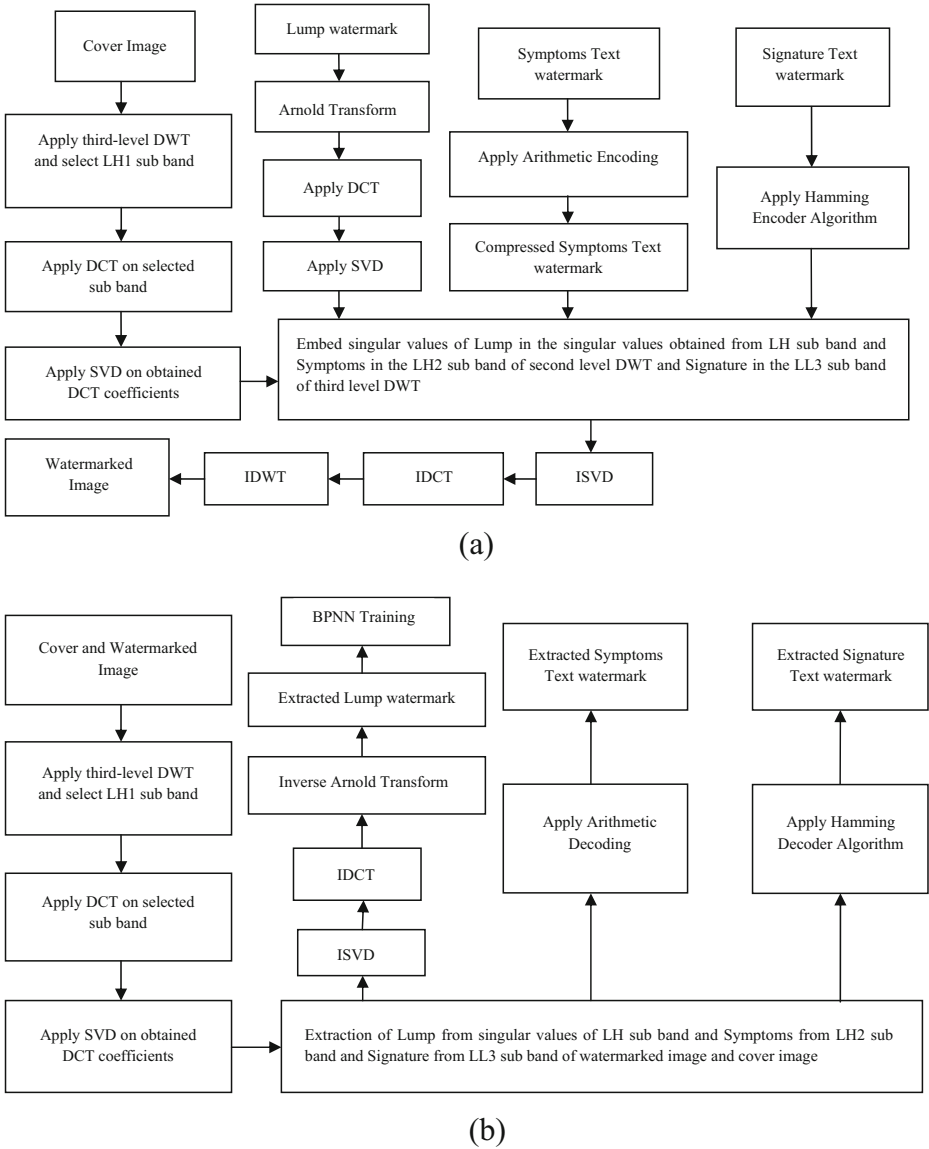 Cover Image
Lump watermark
Symptoms Text
watermark
Signature Text
watermark
Apply third-level DWT
and select LH1 sub band
Arnold Transform
Apply Arithmetic Encoding
Apply DCT
Apply Hamming
Encoder Algorithm
Apply DCT on selected
sub band
Apply SVD
Compressed Symptoms Text
watermark
Apply SVD on obtained
DCT coefficients
Embed singular values of Lump in the singular values obtained from LH sub band and
Symptoms in the LH2 sub band of second level DWT and Signature in the LL3 sub band
of third level DWT
Watermarked
Image
IDWT
IDCT
ISVD
(a)
Cover and Watermarked
Image
BPNN Training
Extracted Symptoms
Text watermark
Extracted Signature
Text watermark
Extracted Lump watermark
Apply third-level DWT
and select LH1 sub band
Inverse Arnold Transform
Apply Arithmetic
Decoding
Apply Hamming
Decoder Algorithm
Apply DCT on selected
sub band
IDCT
ISVD
Apply SVD on obtained
DCT coefficients
Extraction of Lump from singular values of LH sub band and Symptoms from LH2 sub
band and Signature from LL3 sub band of watermarked image and cover image
(b)